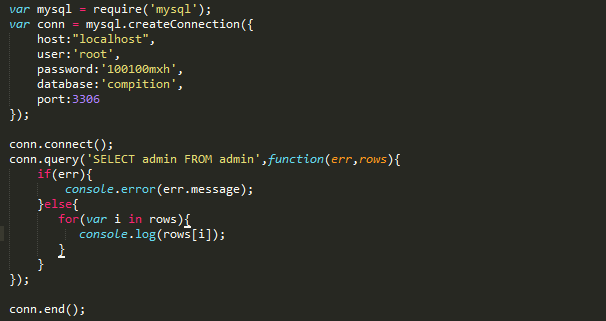 var mysql = require('mysql');
var conn = mysql.createConnection({
    host:"localhost",
    user:'root',
    password:'100100mxh',
    database:'compition',
    port:3306
});

conn.connect();
conn.query('SELECT admin FROM admin',function(err,rows){
    if(err){
        console.error(err.message);
    }else{
       for(var i in rows){
          console.log(rows[i]);
       }
    }
});

conn.end();